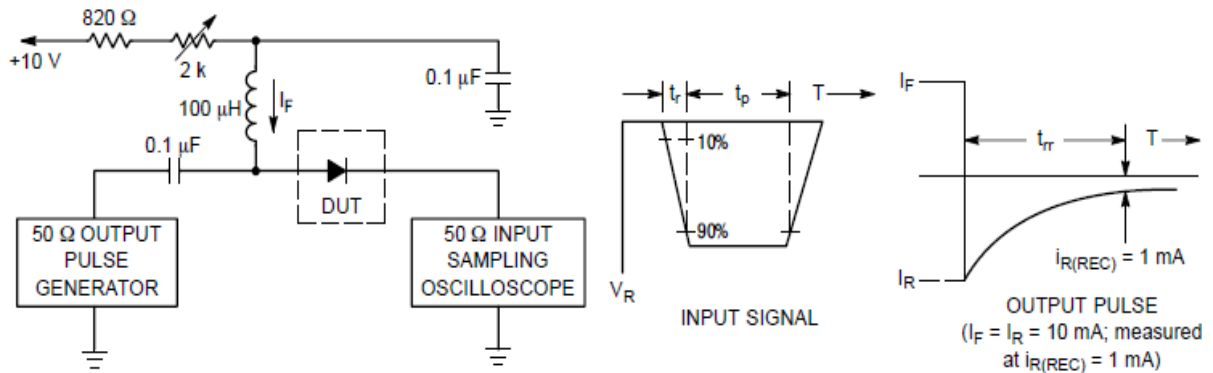 820 Ω
+10 V
2 k
100 μH
I_F
0.1 μF
0.1 μF
DUT
50 Ω OUTPUT
PULSE
GENERATOR
50 Ω INPUT
SAMPLING
OSCILLOSCOPE
t_r
t_p
T
10%
90%
V_R
INPUT SIGNAL
I_F
t_rr
T
I_R
i_R(REC) = 1 mA
OUTPUT PULSE
(I_F = I_R = 10 mA; measured
at i_R(REC) = 1 mA)